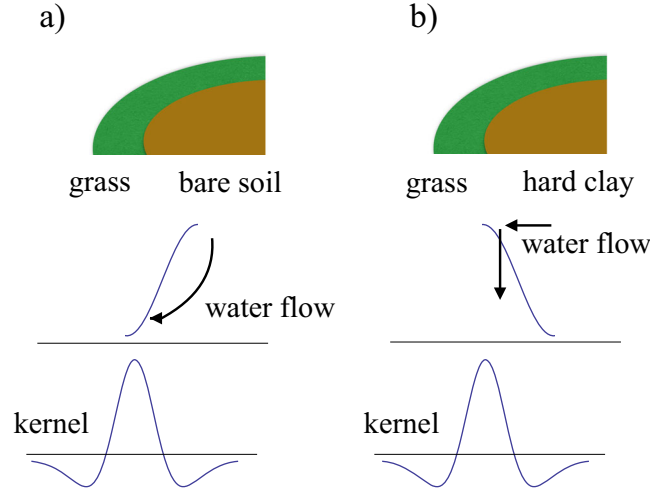 a)
b)
grass bare soil
grass hard clay
water flow
water flow
kernel
kernel